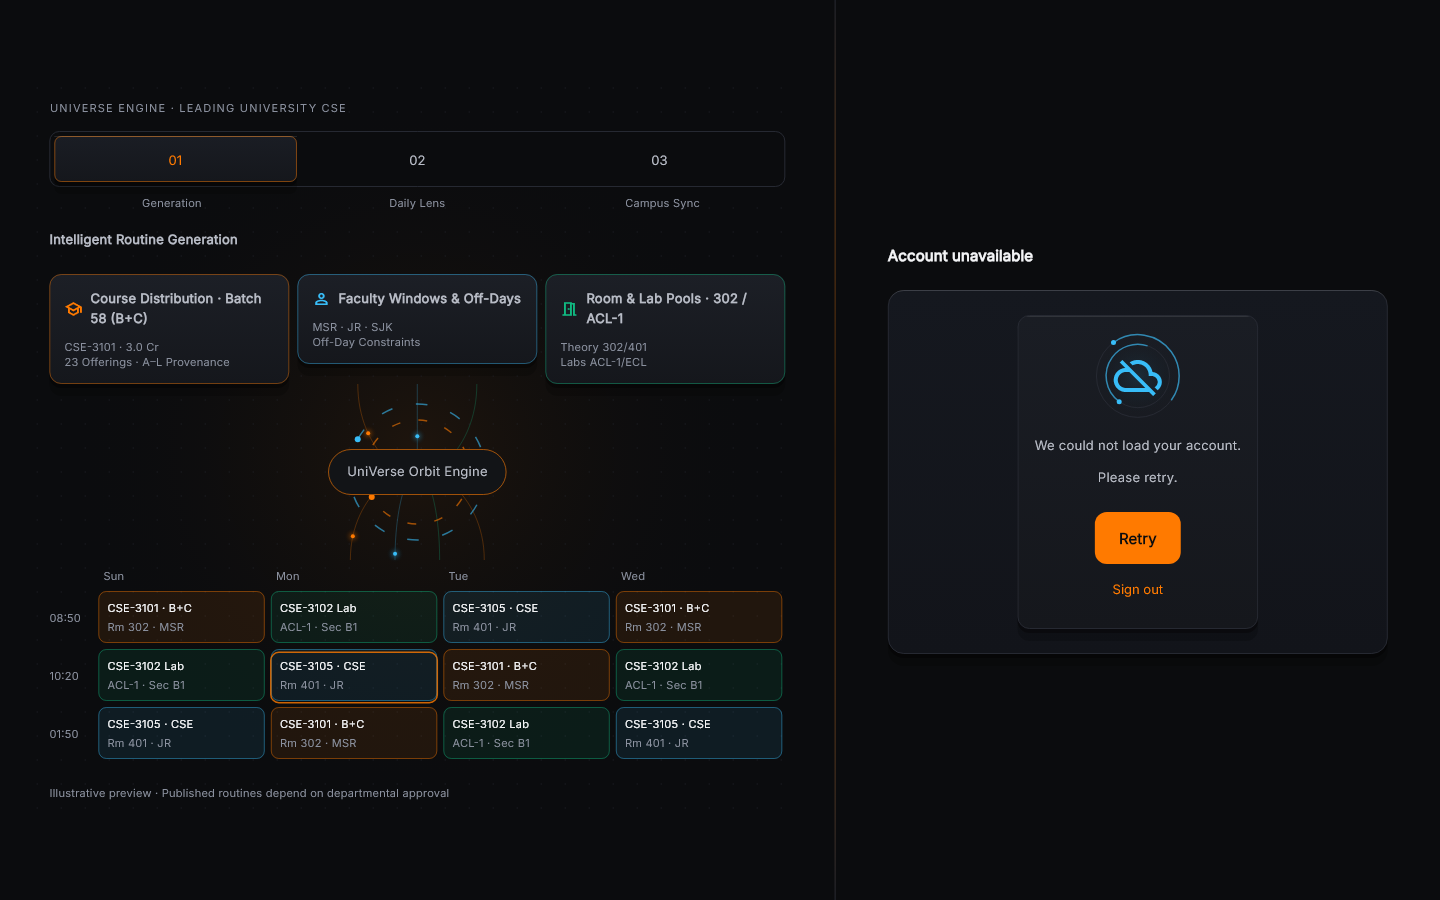 UNIVERSE ENGINE · LEADING UNIVERSITY CSE
01
02
03
Generation
Daily Lens
Campus Sync
Intelligent Routine Generation
Course Distribution · Batch
58 (B+C)
CSE-3101 · 3.0 Cr
23 Offerings · A–L Provenance
Faculty Windows & Off-Days
MSR · JR · SJK
Off-Day Constraints
Room & Lab Pools · 302 /
ACL-1
Theory 302/401
Labs ACL-1/ECL
UniVerse Orbit Engine
Sun
Mon
Tue
Wed
08:50
CSE-3101 · B+C
Rm 302 · MSR
CSE-3102 Lab
ACL-1 · Sec B1
CSE-3105 · CSE
Rm 401 · JR
CSE-3101 · B+C
Rm 302 · MSR
10:20
CSE-3102 Lab
ACL-1 · Sec B1
CSE-3105 · CSE
Rm 401 · JR
CSE-3101 · B+C
Rm 302 · MSR
CSE-3102 Lab
ACL-1 · Sec B1
01:50
CSE-3105 · CSE
Rm 401 · JR
CSE-3101 · B+C
Rm 302 · MSR
CSE-3102 Lab
ACL-1 · Sec B1
CSE-3105 · CSE
Rm 401 · JR
Illustrative preview · Published routines depend on departmental approval
Account unavailable
We could not load your account.
Please retry.
Retry
Sign out